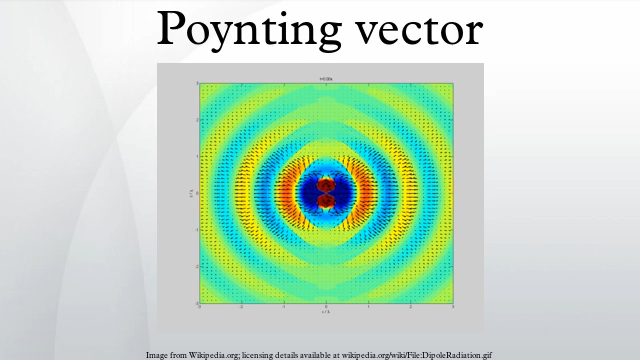 Poynting vector
Image from Wikipedia.org; licensing details available at wikipedia.org/wiki/File:DipoleRadiation.gif